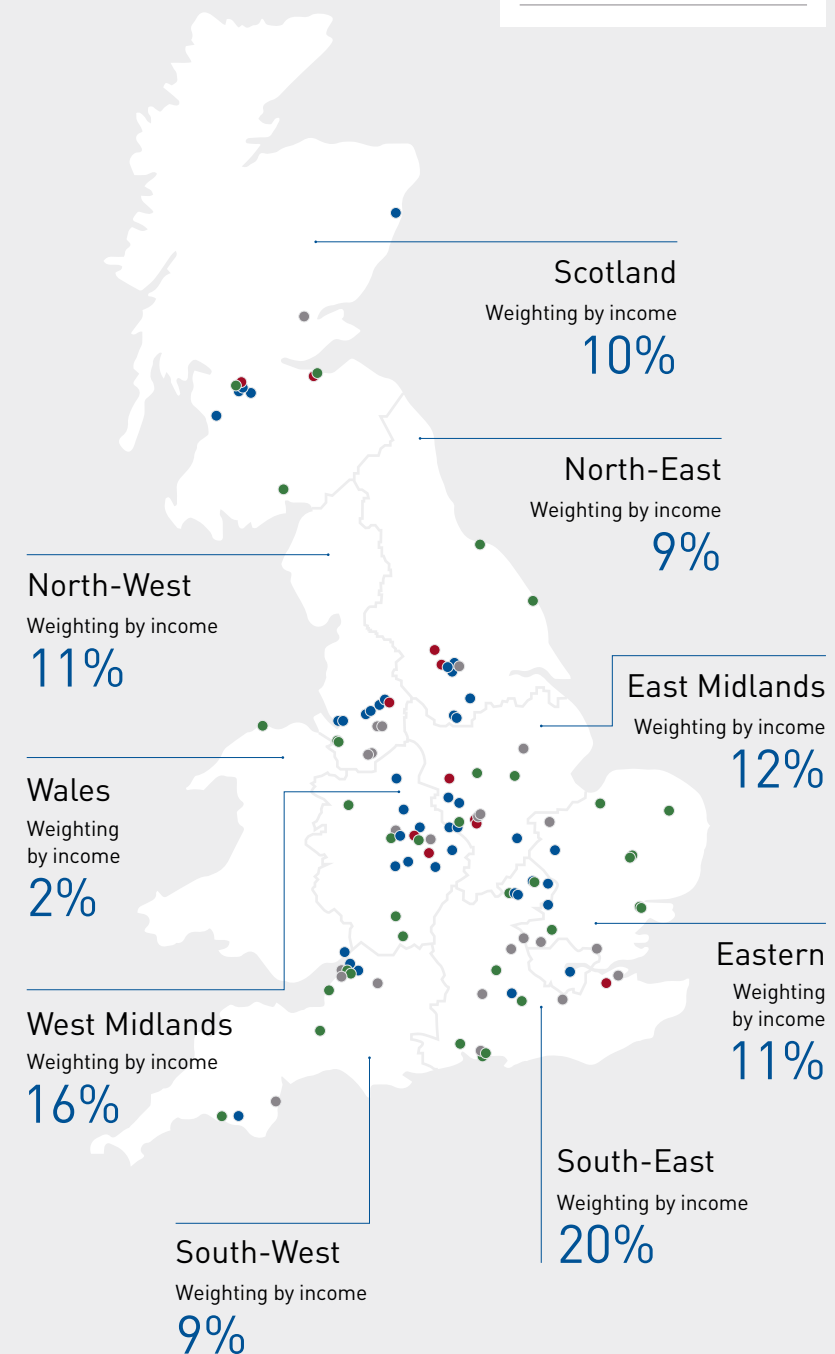 Scotland
Weighting by income
10%
North-East
Weighting by income
9%
North-West
Weighting by income
11%
East Midlands
Weighting by income
12%
Wales
Weighting
by income
2%
Eastern
Weighting
by income
11%
West Midlands
Weighting by income
16%
South-East
Weighting by income
20%
South-West
Weighting by income
9%